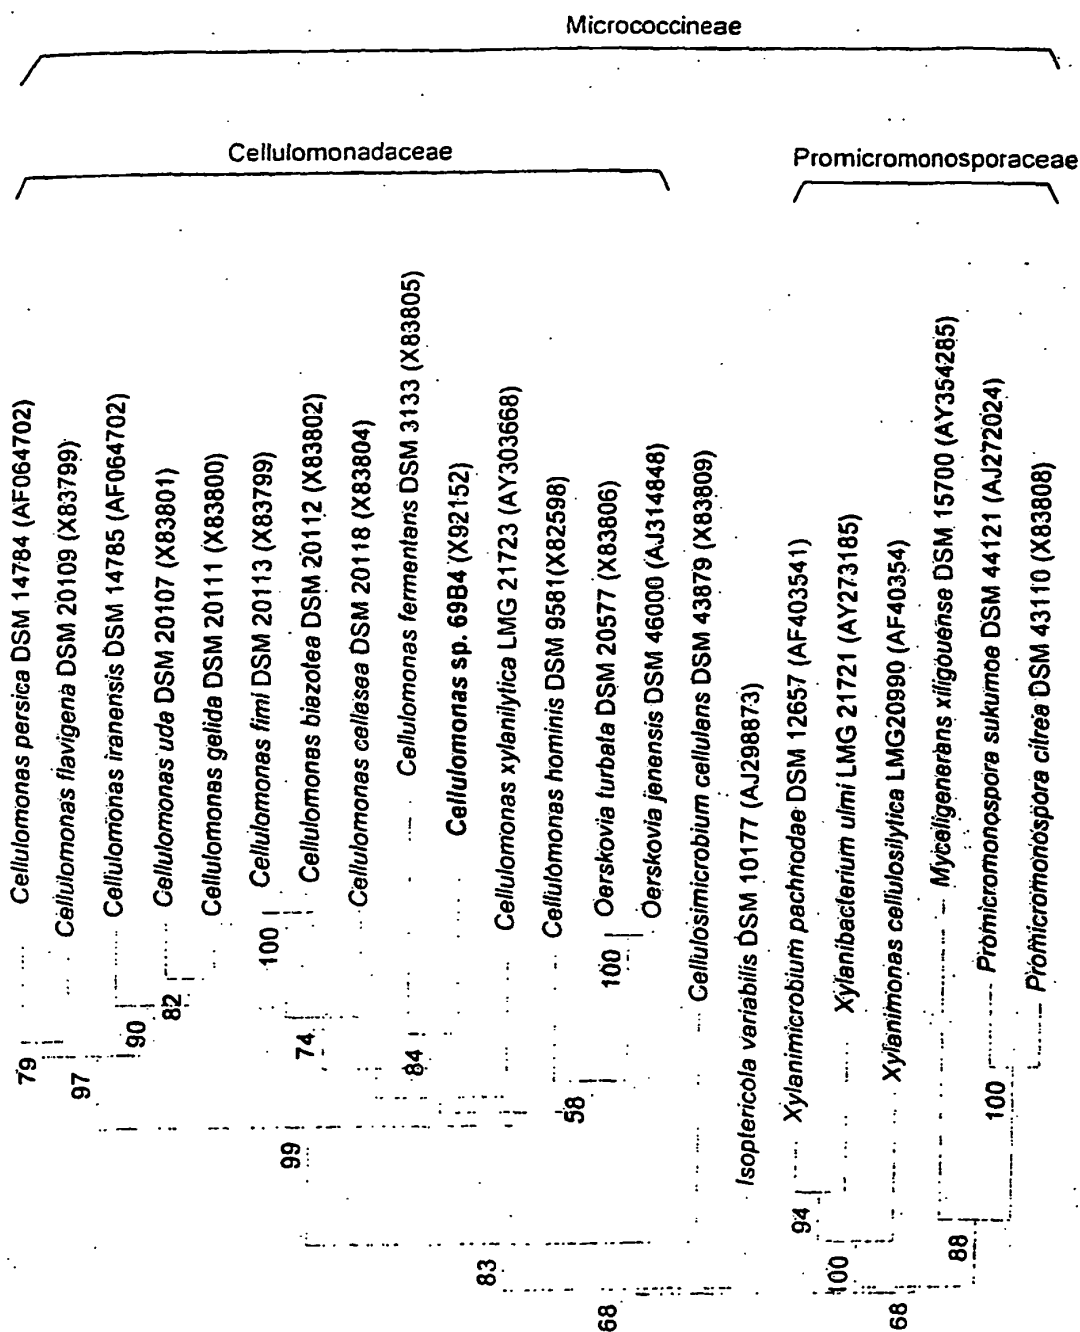 Micrococcineae
Cellulomonadaceae
Promicromonosporaceae
Cellulomonas persica DSM 14784 (AF064702)
Cellulomonas flavigena DSM 20109 (X83799)
Cellulomonas iranensis DSM 14785 (AF064702)
Cellulomonas uda DSM 20107 (X83801)
Cellulomonas gelida DSM 20111 (X83800)
Cellulomonas fimi DSM 20113 (X83799)
Cellulomonas biazotea DSM 20112 (X83802)
Cellulomonas cellasea DSM 20118 (X83804)
Cellulomonas fermentans DSM 3133 (X83805)
Cellulomonas sp. 69B4 (X92152)
Cellulomonas xylanilytica LMG 21723 (AY303668)
Cellulomonas hominis DSM 9581(X82598)
Oerskovia turbata DSM 20577 (X83806)
Oerskovia jenensis DSM 46000 (AJ314848)
Cellulosimicrobium cellulans DSM 43879 (X83809)
Isoptericola variabilis DSM 10177 (AJ298873)
Xylanimicrobium pachnodae DSM 12657 (AF403541)
Xylanibacterium ulmi LMG 21721 (AY273185)
Xylanimonas cellulosilytica LMG20990 (AF40354)
Myceligenerans xiligouense DSM 15700 (AY354285)
Promicromonospora sukumoe DSM 44121 (AJ272024)
Promicromonospora citrea DSM 43110 (X83808)
79
97
90
82
100
74
84
58
100
99
83
68
94
100
68
88
100